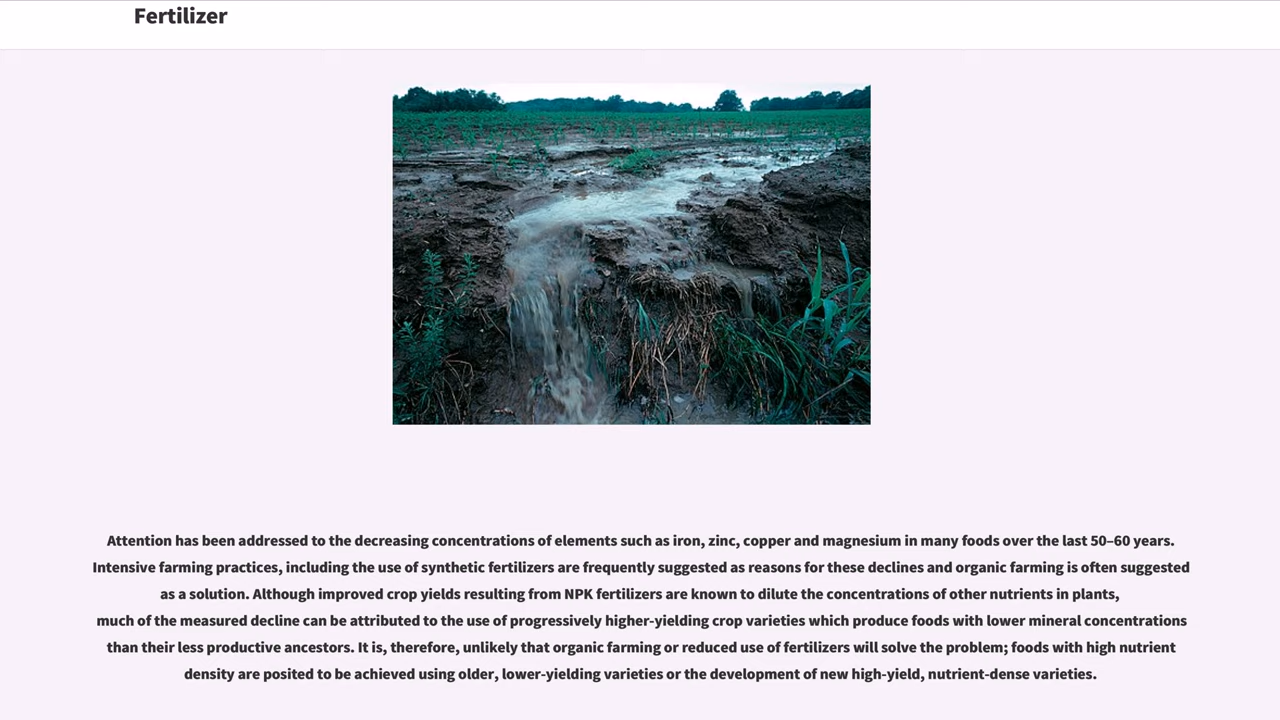 Fertilizer
Attention has been addressed to the decreasing concentrations of elements such as iron, zinc, copper and magnesium in many foods over the last 50–60 years.
Intensive farming practices, including the use of synthetic fertilizers are frequently suggested as reasons for these declines and organic farming is often suggested
as a solution. Although improved crop yields resulting from NPK fertilizers are known to dilute the concentrations of other nutrients in plants,
much of the measured decline can be attributed to the use of progressively higher-yielding crop varieties which produce foods with lower mineral concentrations
than their less productive ancestors. It is, therefore, unlikely that organic farming or reduced use of fertilizers will solve the problem; foods with high nutrient
density are posited to be achieved using older, lower-yielding varieties or the development of new high-yield, nutrient-dense varieties.